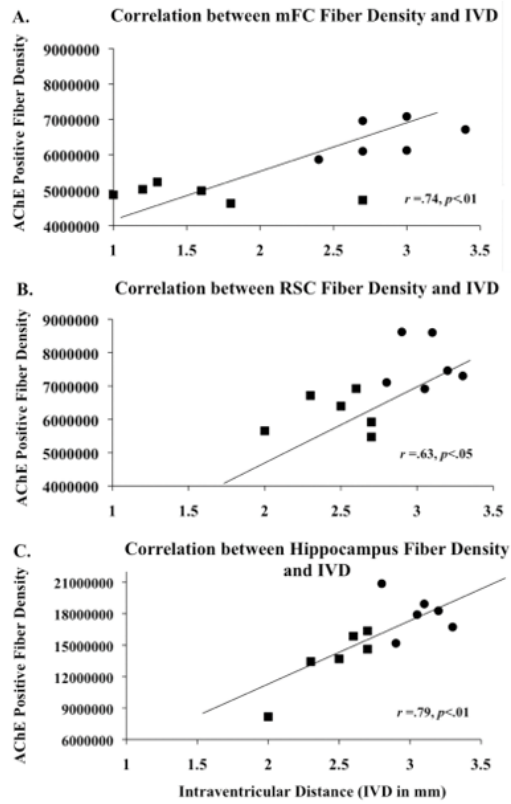 A.
Correlation between mFC Fiber Density and IVD
AChE Positive Fiber Density
9000000
8000000
7000000
6000000
5000000
4000000
r =.74, p<.01
1 1.5 2 2.5 3 3.5
B.
Correlation between RSC Fiber Density and IVD
AChE Positive Fiber Density
9000000
8000000
7000000
6000000
5000000
4000000
r =.63, p<.05
1 1.5 2 2.5 3 3.5
C.
Correlation between Hippocampus Fiber Density
and IVD
AChE Positive Fiber Density
21000000
18000000
15000000
12000000
9000000
6000000
r =.79, p<.01
1 1.5 2 2.5 3 3.5
Intraventricular Distance (IVD in mm)